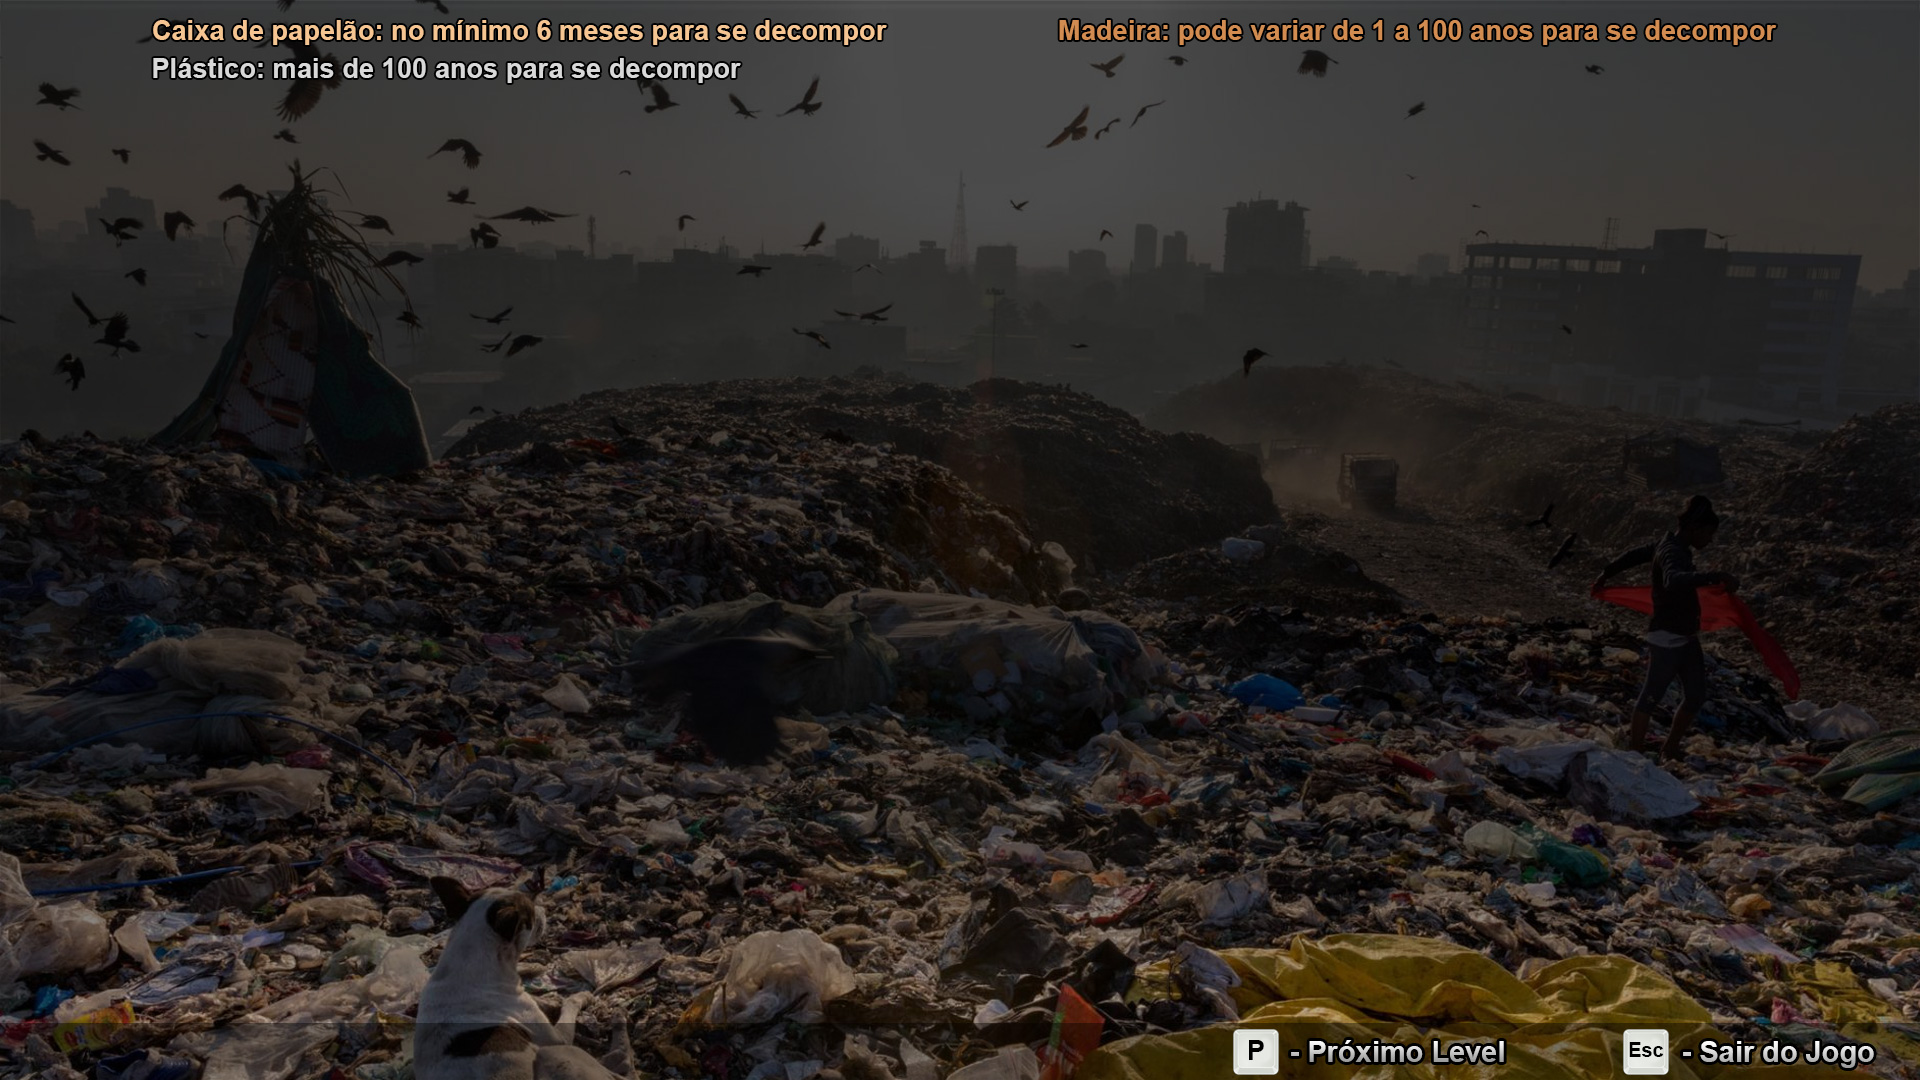 Caixa de papelão: no mínimo 6 meses para se decompor
Madeira: pode variar de 1 a 100 anos para se decompor
Plástico: mais de 100 anos para se decompor
P - Próximo Level
Esc - Sair do Jogo